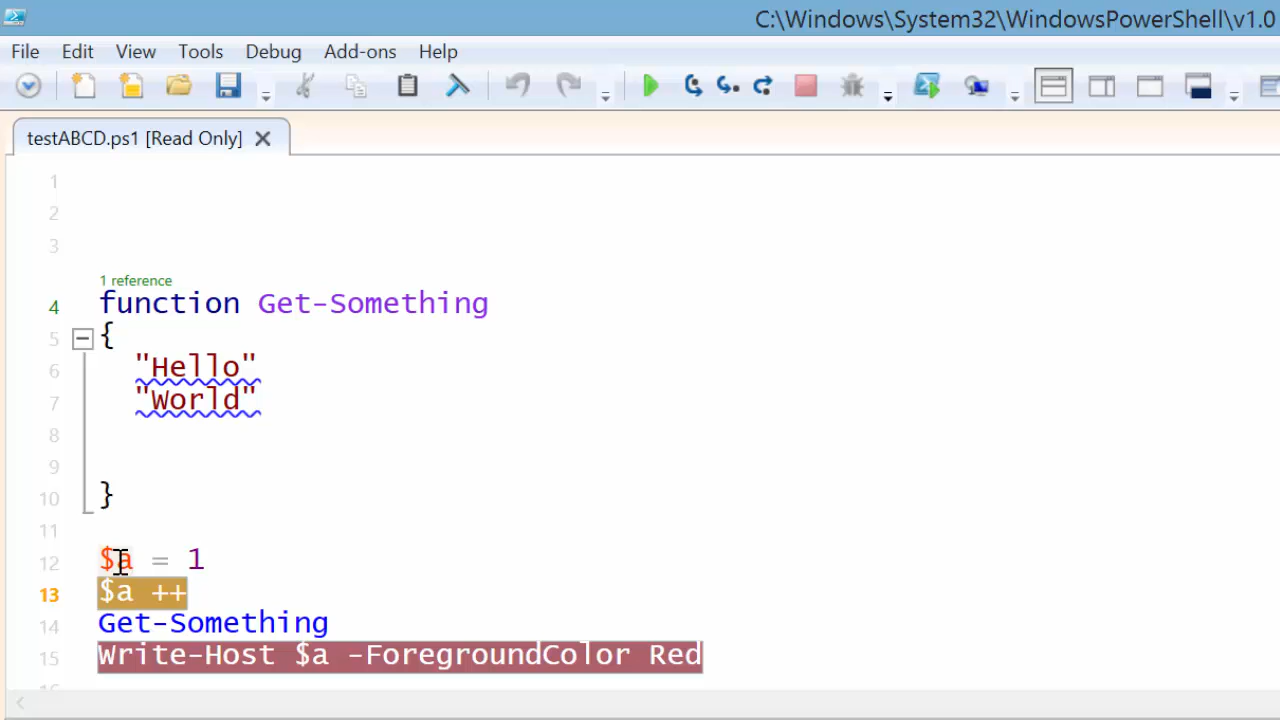 C:\Windows\System32\WindowsPowerShell\v1.0
File Edit View Tools Debug Add-ons Help
testABCD.ps1 [Read Only]
1
2
3
1 reference
4 function Get-Something
5 {
6 "Hello"
7 "World"
8
9
10 }
11
12 $a = 1
13 $a ++
14 Get-Something
15 Write-Host $a -ForegroundColor Red